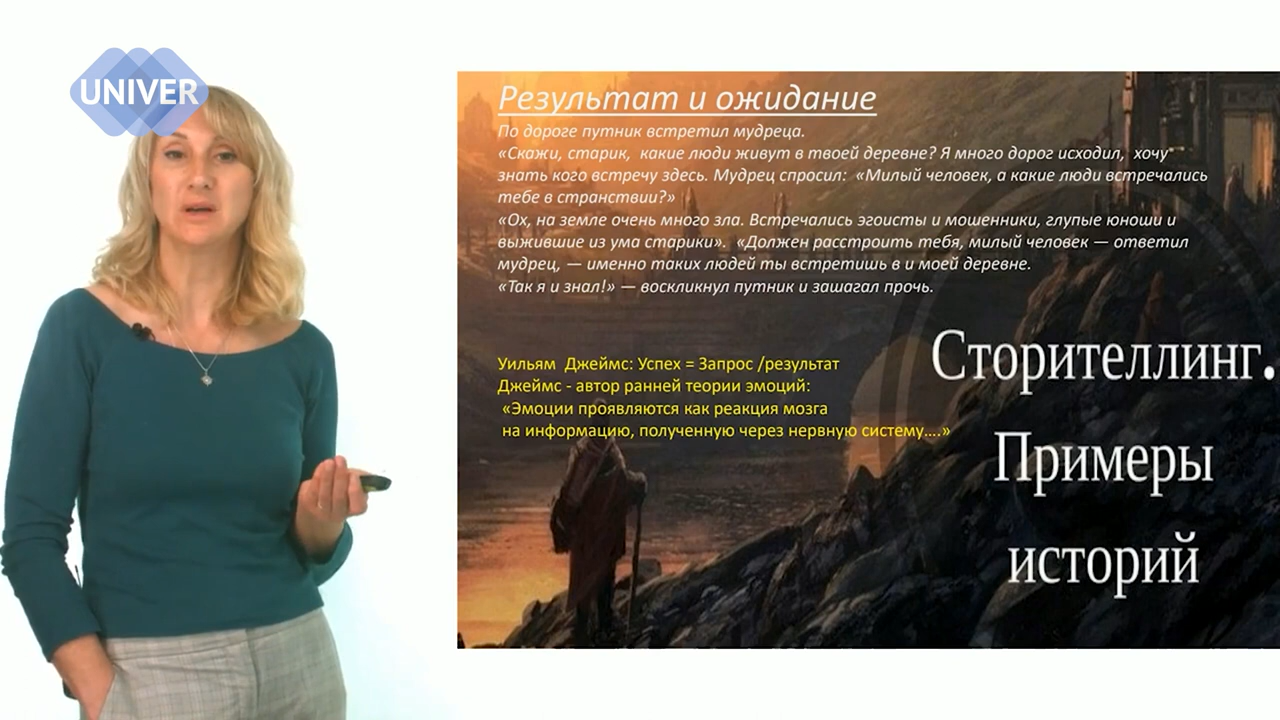 UNIVER
Результат и ожидание
По дороге путник встретил мудреца.
«Скажи, старик, какие люди живут в твоей деревне? Я много дорог исходил, хочу
знать кого встречу здесь. Мудрец спросил: «Милый человек, а какие люди встречались
тебе в странствии?»
«Ох, на земле очень много зла. Встречались эгоисты и мошенники, глупые юноши и
выжившие из ума старики». «Должен расстроить тебя, милый человек — ответил
мудрец, — именно таких людей ты встретишь в и моей деревне.
«Так я и знал!» — воскликнул путник и зашагал прочь.
Уильям Джеймс: Успех = Запрос /результат
Джеймс - автор ранней теории эмоций:
«Эмоции проявляются как реакция мозга
на информацию, полученную через нервную систему….»
Сторителлинг.
Примеры
историй